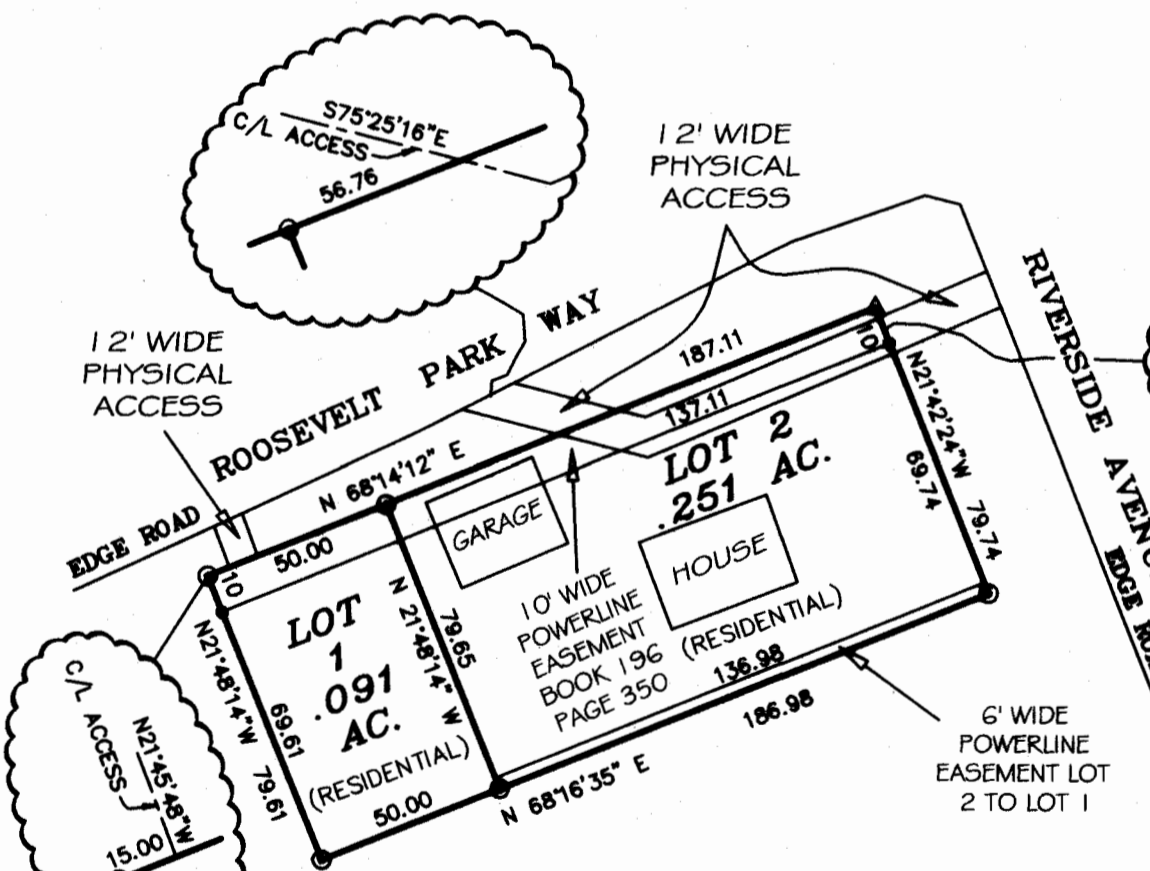 S75°25'16"E
C/L ACCESS
56.76
12' WIDE
PHYSICAL
ACCESS
12' WIDE
PHYSICAL
ACCESS
ROOSEVELT PARK WAY
EDGE ROAD
RIVERSIDE
N 68°14'12" E
187.11
137.11
50.00
10
10
N21°42'24"W 79.74
69.74
LOT 2
.251 AC.
GARAGE
HOUSE
(RESIDENTIAL)
LOT
1
.091
AC.
(RESIDENTIAL)
N 21°48'14" W
79.65
N21°48'14"W 79.61
69.61
50.00
10' WIDE
POWERLINE
EASEMENT
BOOK 196
PAGE 350
136.98
186.98
N 68°16'35" E
6' WIDE
POWERLINE
EASEMENT LOT
2 TO LOT 1
EDGE
C/L ACCESS
N21°45'48"W
15.00